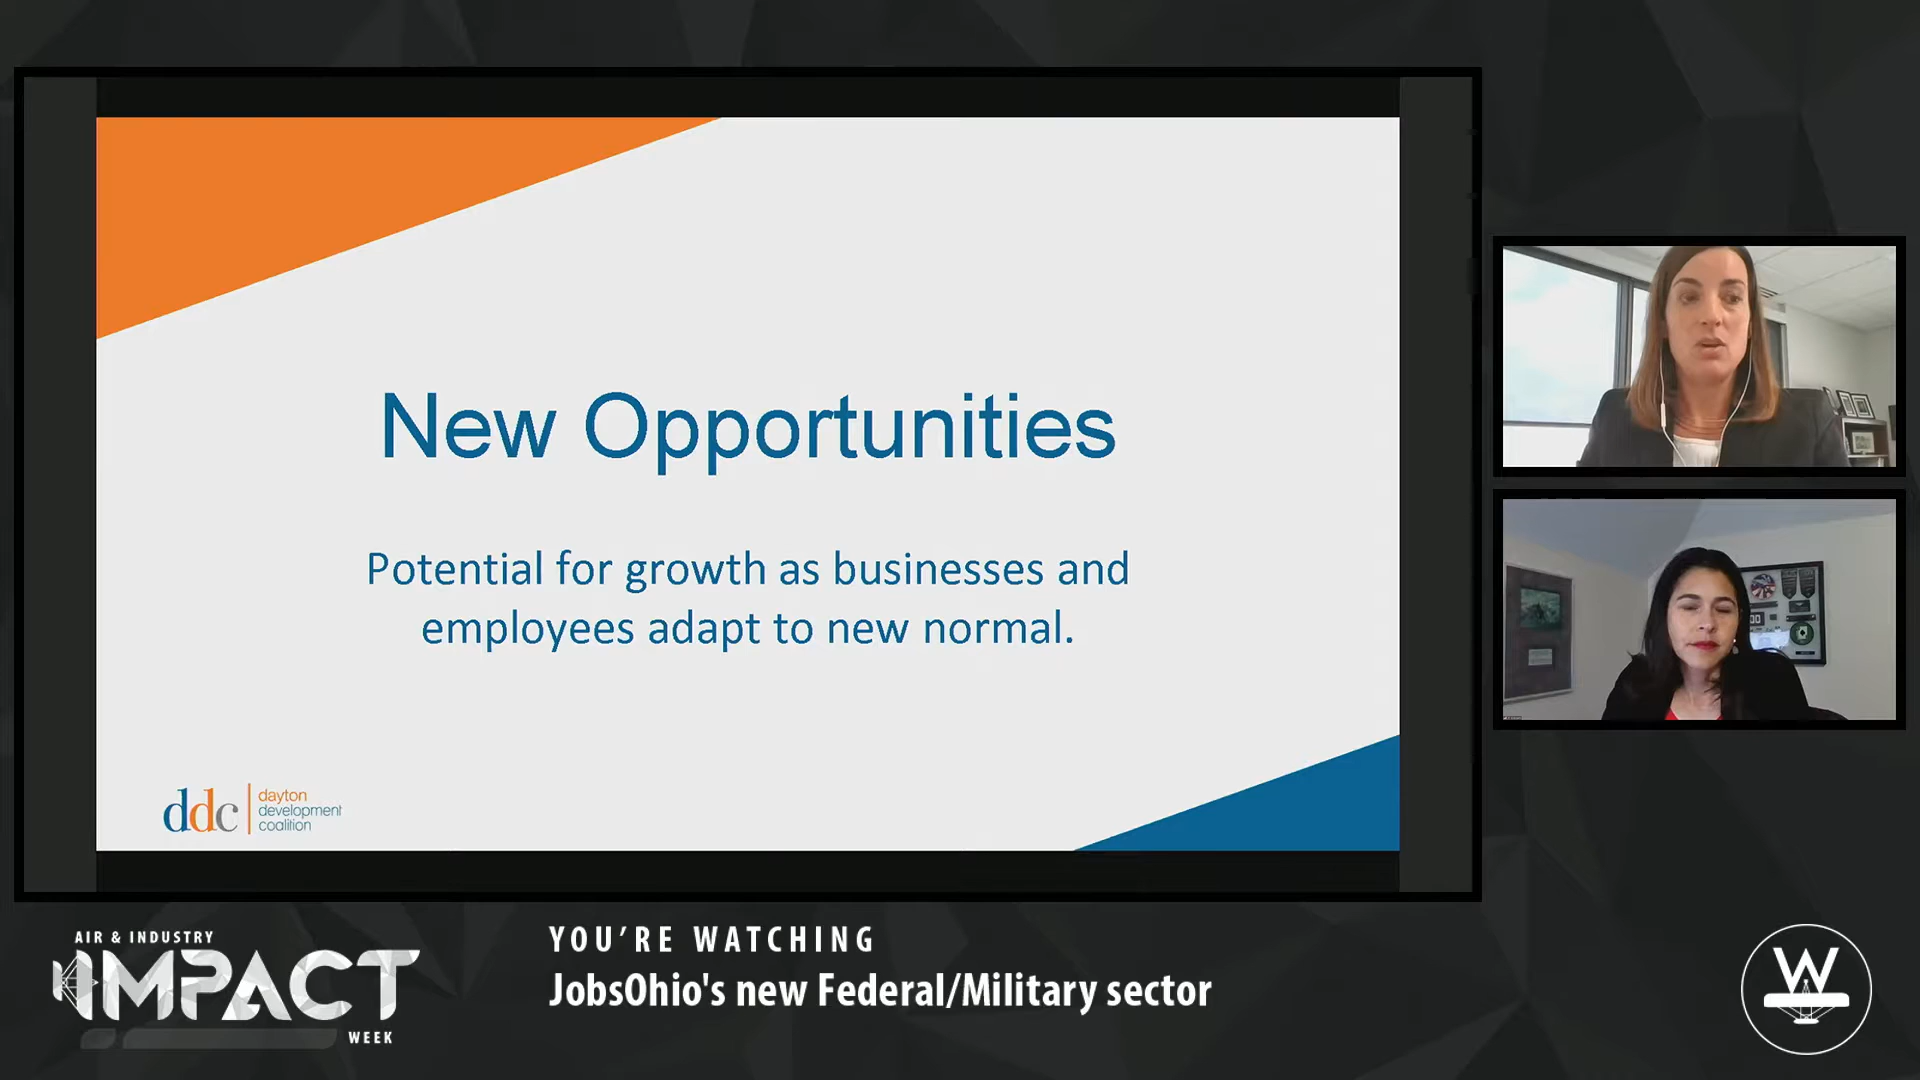 New Opportunities
Potential for growth as businesses and
employees adapt to new normal.
ddc
dayton
development
coalition
AIR & INDUSTRY
IMPACT
WEEK
YOU'RE WATCHING
JobsOhio's new Federal/Military sector
W